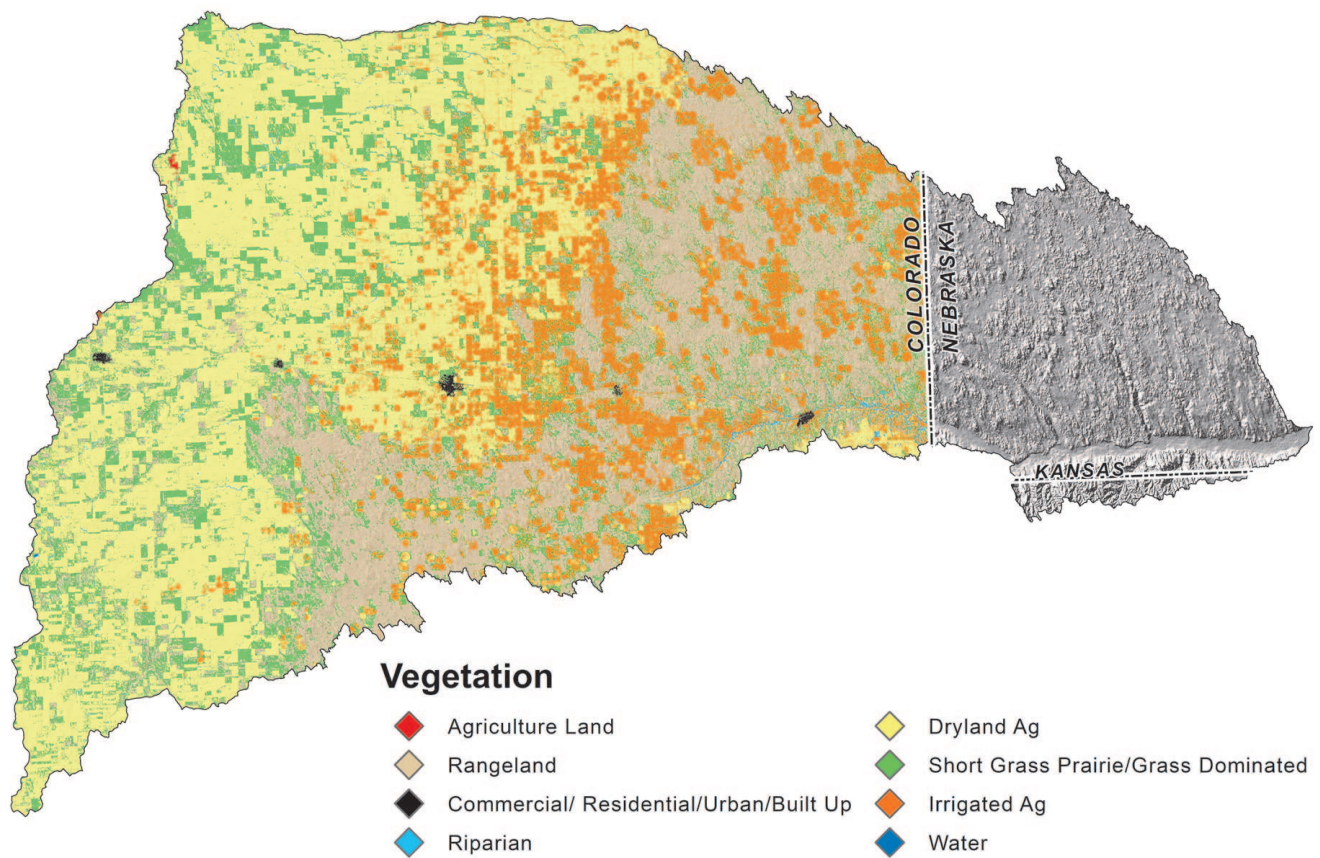 COLORADO
NEBRASKA
KANSAS
Vegetation
Agriculture Land
Rangeland
Commercial/ Residential/Urban/Built Up
Riparian
Dryland Ag
Short Grass Prairie/Grass Dominated
Irrigated Ag
Water